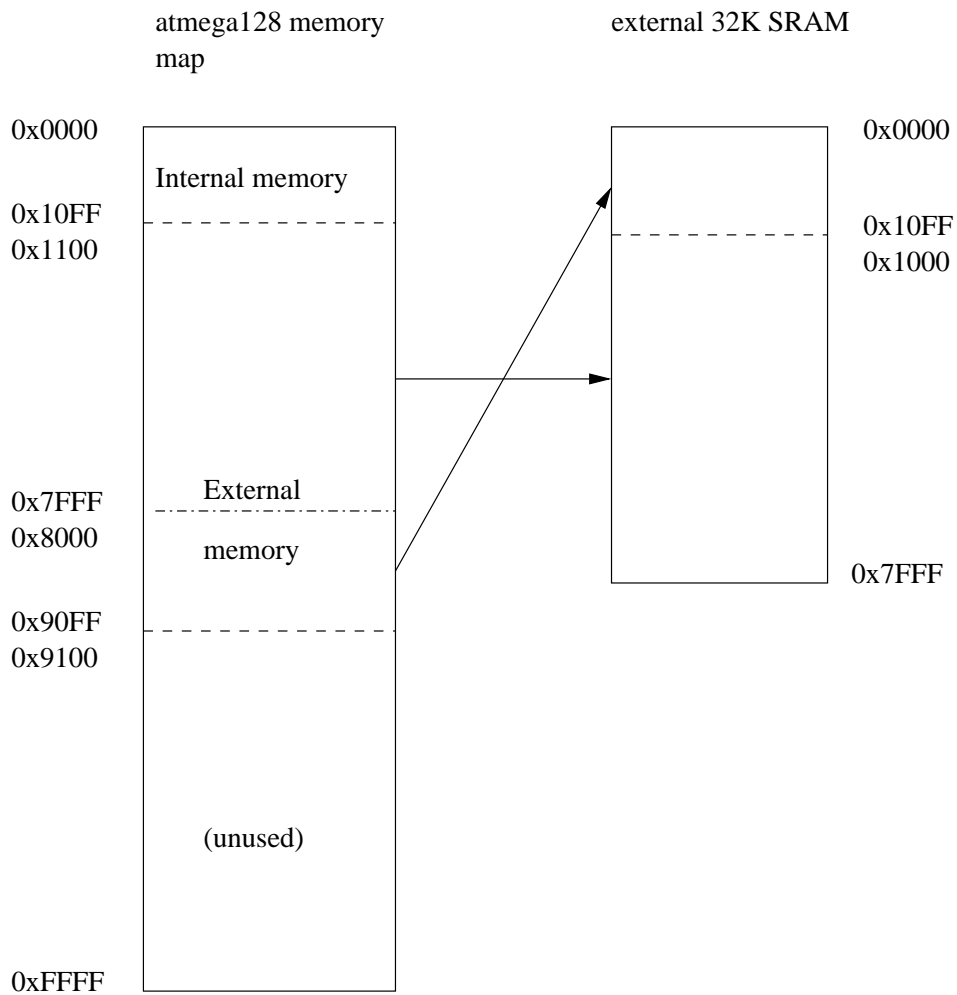 atmega128 memory
map
external 32K SRAM
0x0000
0x0000
Internal memory
0x10FF
0x10FF
0x1100
0x1000
0x7FFF
External
0x8000
memory
0x7FFF
0x90FF
0x9100
(unused)
0xFFFF